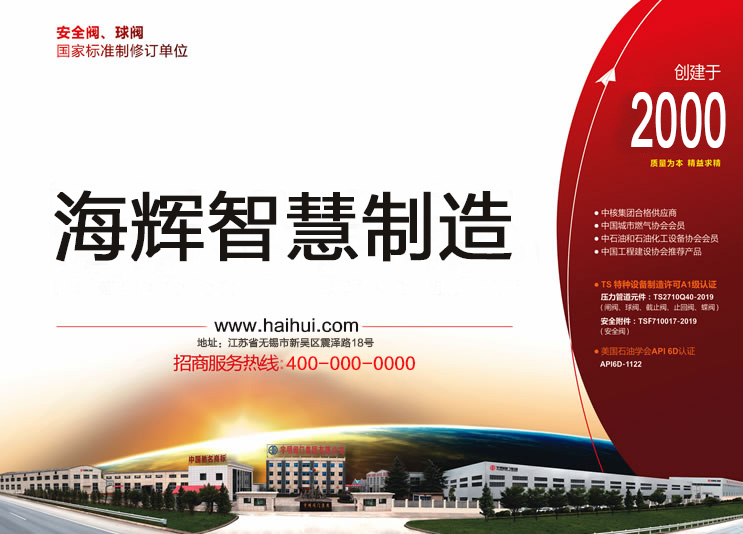 安全阀、球阀
国家标准制修订单位
创建于
2000
质量为本 精益求精
海辉智慧制造
● 中核集团合格供应商
● 中国城市燃气协会会员
● 中石油和石油化工设备协会会员
● 中国工程建设协会推荐产品
● TS 特种设备制造许可A1级认证
压力管道元件：TS2710Q40-2019
（闸阀、球阀、截止阀、止回阀、蝶阀）
安全附件：TSF710017-2019
（安全阀）
● 美国石油学会API 6D认证
API6D-1122
www.haihui.com
地址：江苏省无锡市新吴区震泽路18号
招商服务热线:400-000-0000
中国驰名商标